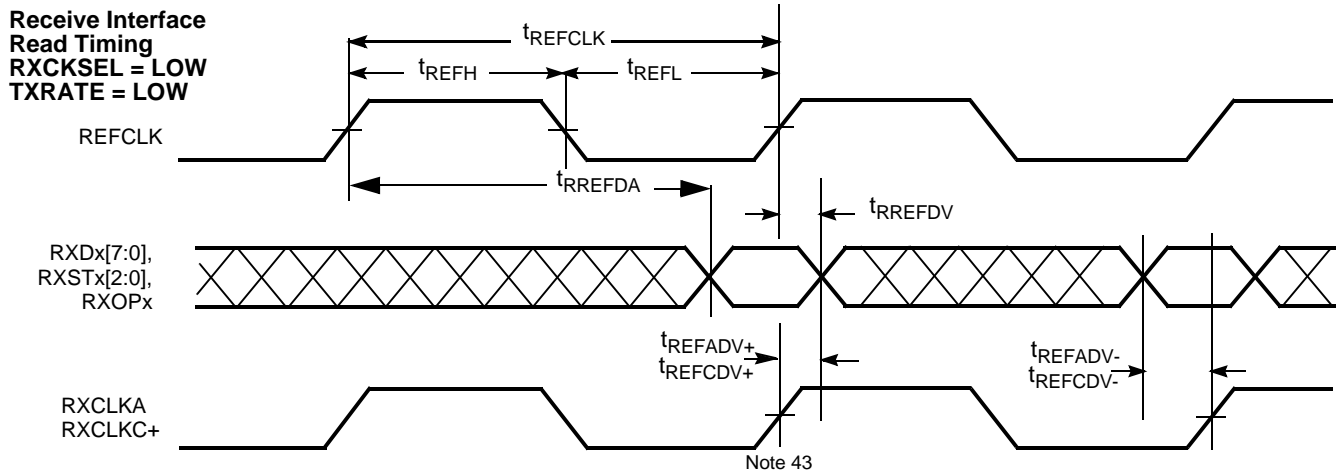 Receive Interface
Read Timing
RXCKSEL = LOW
TXRATE = LOW
tREFCLK
tREFH
tREFL
REFCLK
tRREFDA
tRREFDV
RXDx[7:0],
RXSTx[2:0],
RXOPx
tREFADV+
tREFCDV+
tREFADV-
tREFCDV-
RXCLKA
RXCLKC+
Note 43